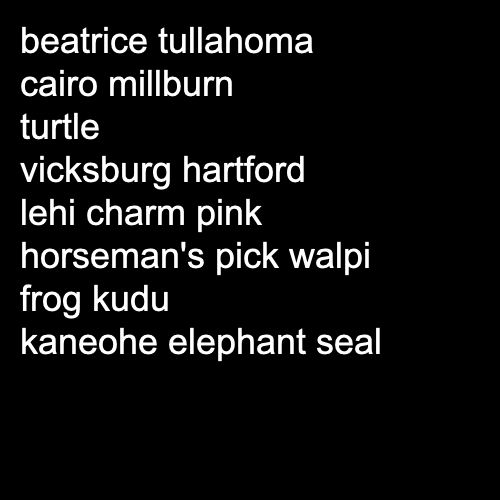 beatrice tullahoma
cairo millburn
turtle
vicksburg hartford
lehi charm pink
horseman's pick walpi
frog kudu
kaneohe elephant seal